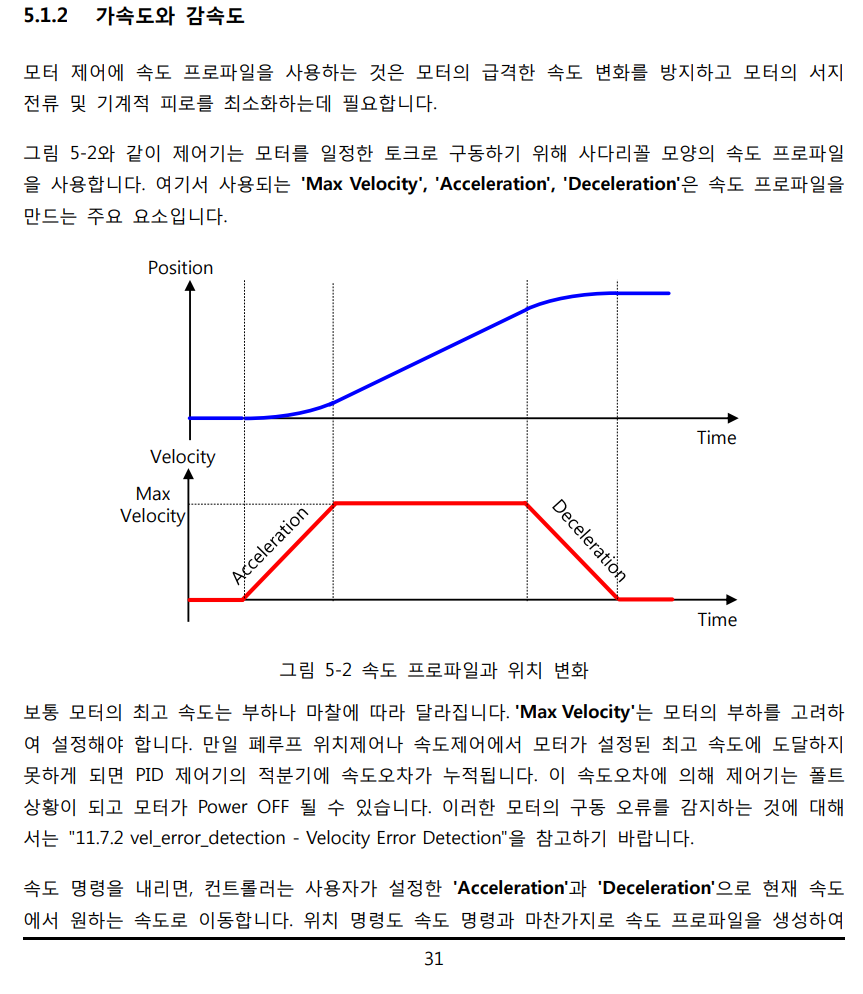 5.1.2 가속도와 감속도
모터 제어에 속도 프로파일을 사용하는 것은 모터의 급격한 속도 변화를 방지하고 모터의 서지
전류 및 기계적 피로를 최소화하는데 필요합니다.
그림 5-2와 같이 제어기는 모터를 일정한 토크로 구동하기 위해 사다리꼴 모양의 속도 프로파일
을 사용합니다. 여기서 사용되는 'Max Velocity', 'Acceleration', 'Deceleration'은 속도 프로파일을
만드는 주요 요소입니다.
Position
Time
Velocity
Max
Velocity
Acceleration
Deceleration
Time
그림 5-2 속도 프로파일과 위치 변화
보통 모터의 최고 속도는 부하나 마찰에 따라 달라집니다. 'Max Velocity'는 모터의 부하를 고려하
여 설정해야 합니다. 만일 폐루프 위치제어나 속도제어에서 모터가 설정된 최고 속도에 도달하지
못하게 되면 PID 제어기의 적분기에 속도오차가 누적됩니다. 이 속도오차에 의해 제어기는 폴트
상황이 되고 모터가 Power OFF 될 수 있습니다. 이러한 모터의 구동 오류를 감지하는 것에 대해
서는 "11.7.2 vel_error_detection - Velocity Error Detection"을 참고하기 바랍니다.
속도 명령을 내리면, 컨트롤러는 사용자가 설정한 'Acceleration'과 'Deceleration'으로 현재 속도
에서 원하는 속도로 이동합니다. 위치 명령도 속도 명령과 마찬가지로 속도 프로파일을 생성하여
31